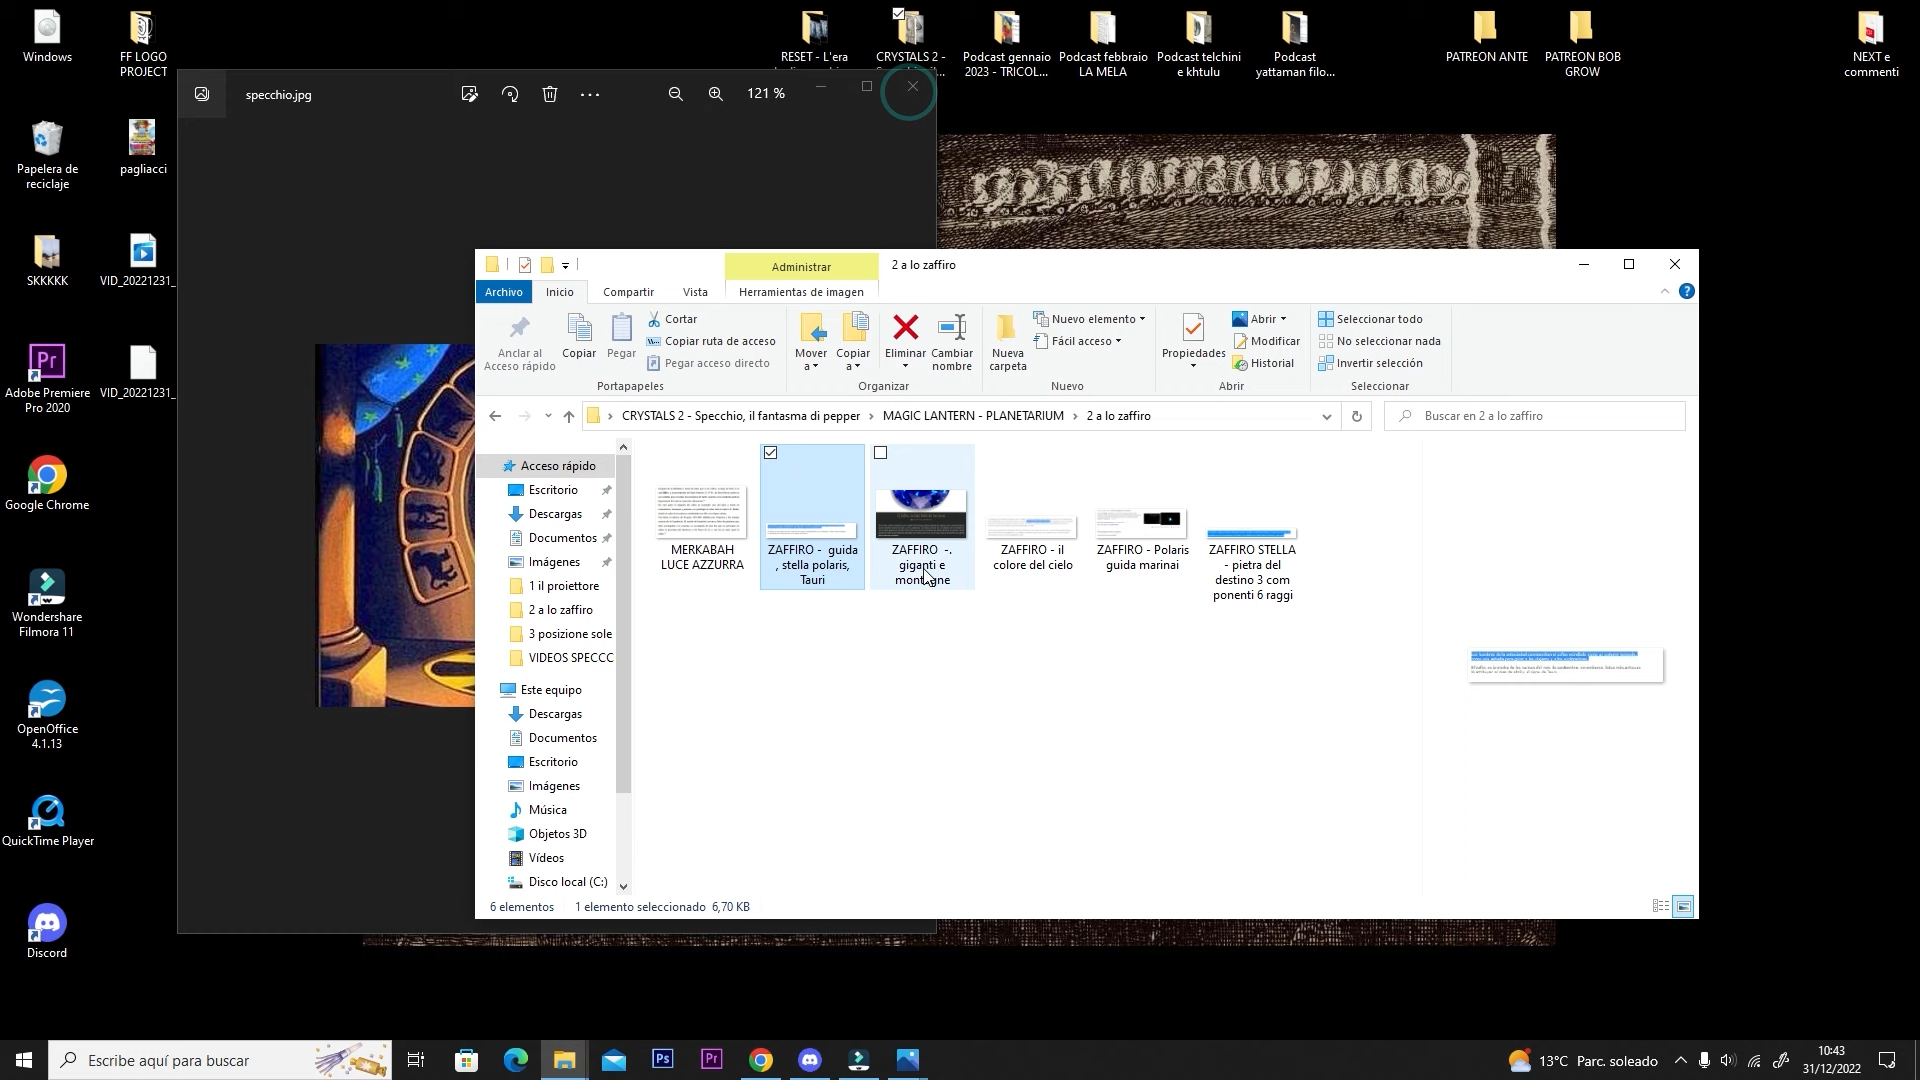 Windows
FF LOGO
PROJECT
RESET - L'era
CRYSTALS 2 -
Podcast gennaio
2023 - TRICOL...
Podcast febbraio
LA MELA
Podcast telchini
e khtulu
Podcast
yattaman filo...
PATREON ANTE
PATREON BOB
GROW
NEXT e
commenti
specchio.jpg
121 %
Papelera de
reciclaje
pagliacci
SKKKKK
VID_20221231_
Adobe Premiere
Pro 2020
VID_20221231_
Google Chrome
Wondershare
Filmora 11
OpenOffice
4.1.13
QuickTime Player
Discord
Administrar
2 a lo zaffiro
Archivo
Inicio
Compartir
Vista
Herramientas de imagen
Anclar al
Acceso rápido
Copiar
Pegar
Cortar
Copiar ruta de acceso
Pegar acceso directo
Portapapeles
Mover
a
Copiar
a
Eliminar
Cambiar
nombre
Organizar
Nueva
carpeta
Nuevo elemento
Fácil acceso
Nuevo
Propiedades
Abrir
Modificar
Historial
Abrir
Seleccionar todo
No seleccionar nada
Invertir selección
Seleccionar
CRYSTALS 2 - Specchio, il fantasma di pepper > MAGIC LANTERN - PLANETARIUM > 2 a lo zaffiro
Buscar en 2 a lo zaffiro
Acceso rápido
Escritorio
Descargas
Documentos
Imágenes
1 il proiettore
2 a lo zaffiro
3 posizione sole
VIDEOS SPECCC
Este equipo
Descargas
Documentos
Escritorio
Imágenes
Música
Objetos 3D
Vídeos
Disco local (C:)
MERKABAH
LUCE AZZURRA
ZAFFIRO - guida
, stella polaris,
Tauri
ZAFFIRO -.
giganti e
montagne
ZAFFIRO - il
colore del cielo
ZAFFIRO - Polaris
guida marinai
ZAFFIRO STELLA
- pietra del
destino 3 com
ponenti 6 raggi
6 elementos
1 elemento seleccionado 6,70 KB
Escribe aquí para buscar
Ps
Pr
13°C Parc. soleado
10:43
31/12/2022